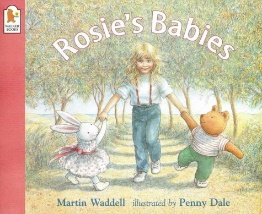 Rosie's Babies
Martin Waddell illustrated by Penny Dale